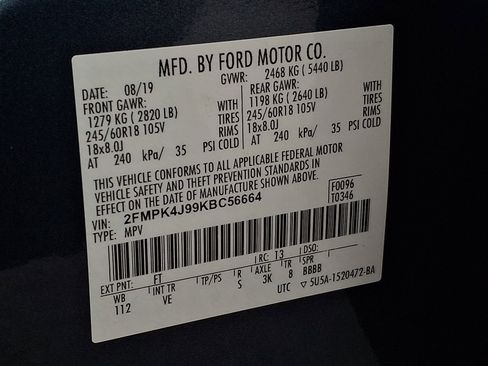 MFD. BY FORD MOTOR CO.
DATE: 08/19 GVWR: 2468 KG (5440 LB)
FRONT GAWR: REAR GAWR:
1279 KG (2820 LB) WITH 1198 KG (2640 LB) WITH
245/60R18 105V TIRES 245/60R18 105V TIRES
18x8.0J RIMS 18x8.0J RIMS
AT 240 kPa/ 35 PSI COLD AT 240 kPa/ 35 PSI COLD
THIS VEHICLE CONFORMS TO ALL APPLICABLE FEDERAL MOTOR
VEHICLE SAFETY AND THEFT PREVENTION STANDARDS IN
EFFECT ON THE DATE OF MANUFACTURE SHOWN ABOVE.
VIN: 2FMPK4J99KBC56664 F0096
TYPE: MPV T0346
EXT PNT: FT RC: 13 DSO:
WB INT TR TP/PS R AXLE TR SPR
112 VE S 3K 8 BBBB
UTC 5U5A-1520472-BA